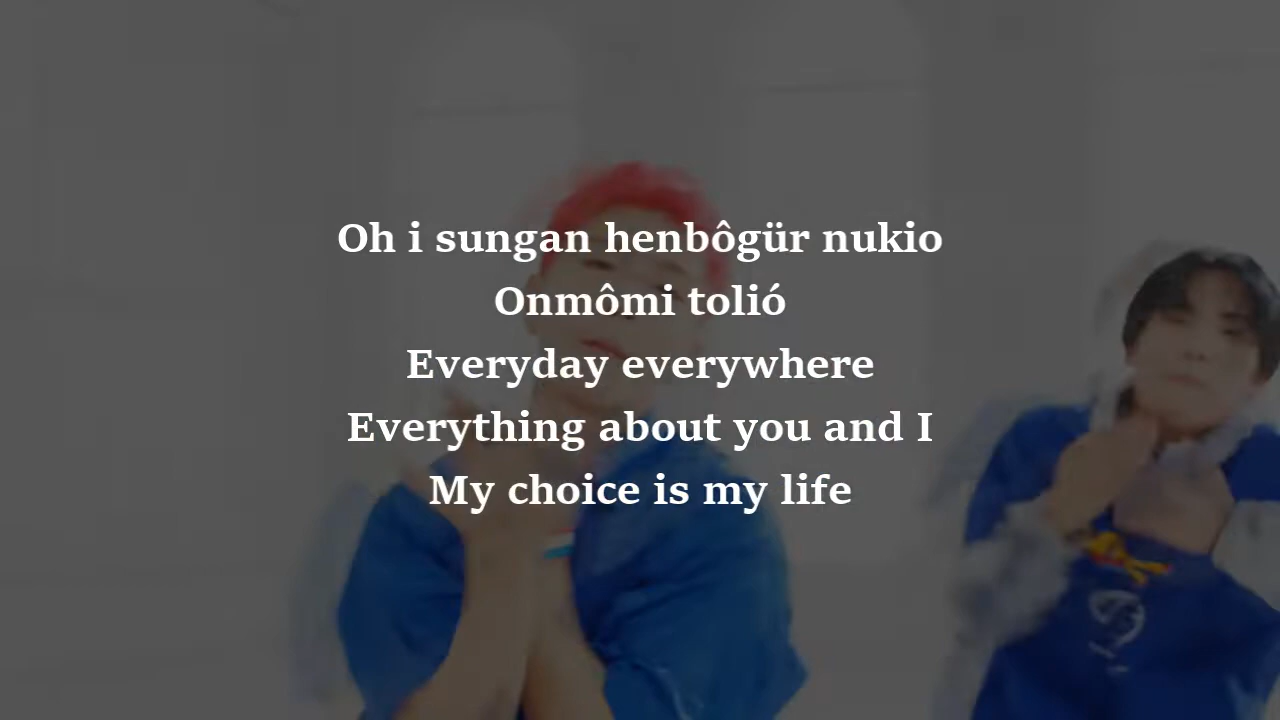 Oh i sungan henbôgür nukio
Onmômi tolió
Everyday everywhere
Everything about you and I
My choice is my life